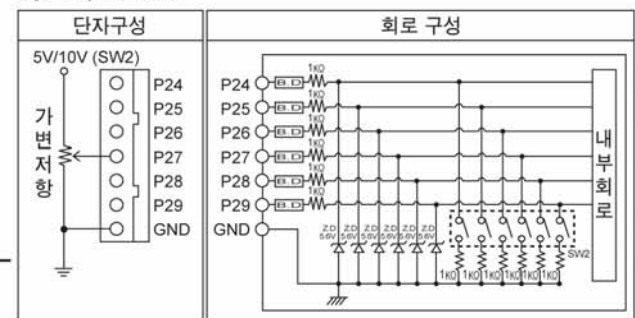 단자구성
회로 구성
5V/10V (SW2)
가변저항
P24
P25
P26
P27
P28
P29
GND
P24 B.D 1KΩ
P25 B.D 1KΩ
P26 B.D 1KΩ
P27 B.D 1KΩ
P28 B.D 1KΩ
P29 B.D 1KΩ
GND
Z.D Z.D Z.D Z.D Z.D Z.D
5.6V 5.6V 5.6V 5.6V 5.6V 5.6V
SW2
1KΩ 1KΩ 1KΩ 1KΩ 1KΩ
내부회로